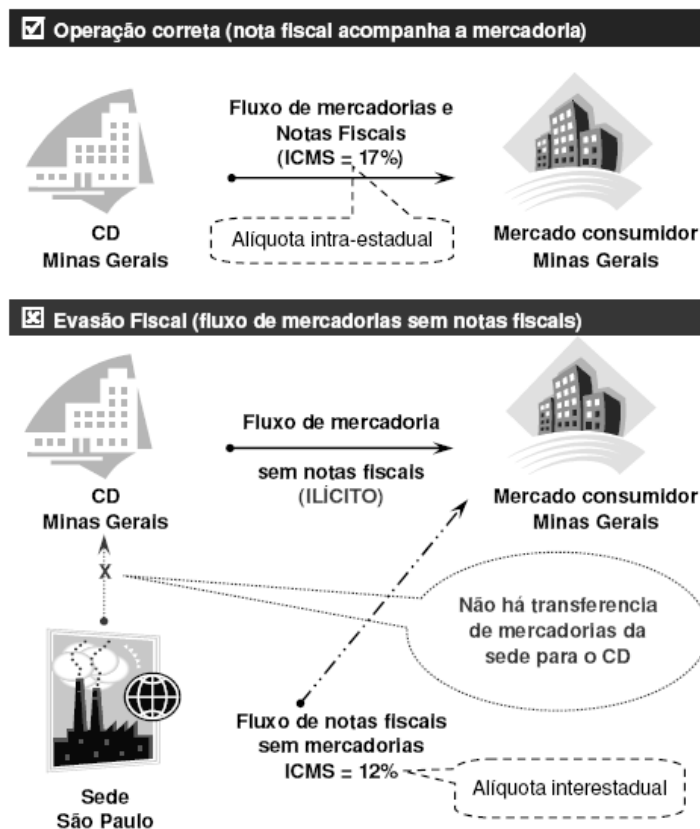 Operação correta (nota fiscal acompanha a mercadoria)
Fluxo de mercadorias e
Notas Fiscais
(ICMS = 17%)
Alíquota intra-estadual
CD
Minas Gerais
Mercado consumidor
Minas Gerais
Evasão Fiscal (fluxo de mercadorias sem notas fiscais)
Fluxo de mercadoria
sem notas fiscais
(ILÍCITO)
CD
Minas Gerais
Mercado consumidor
Minas Gerais
X
Não há transferencia
de mercadorias da
sede para o CD
Fluxo de notas fiscais
sem mercadorias
ICMS = 12%
Alíquota interestadual
Sede
São Paulo